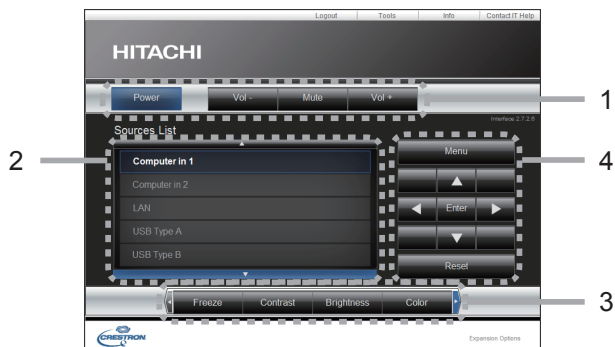 Logout Tools Info Contact IT Help
HITACHI
Power Vol - Mute Vol +
1
Interface 2.7.2.6
Sources List
Menu
2
4
Computer in 1
Computer in 2
LAN
Enter
USB Type A
USB Type B
Reset
Freeze Contrast Brightness Color
3
CRESTRON
Expansion Options